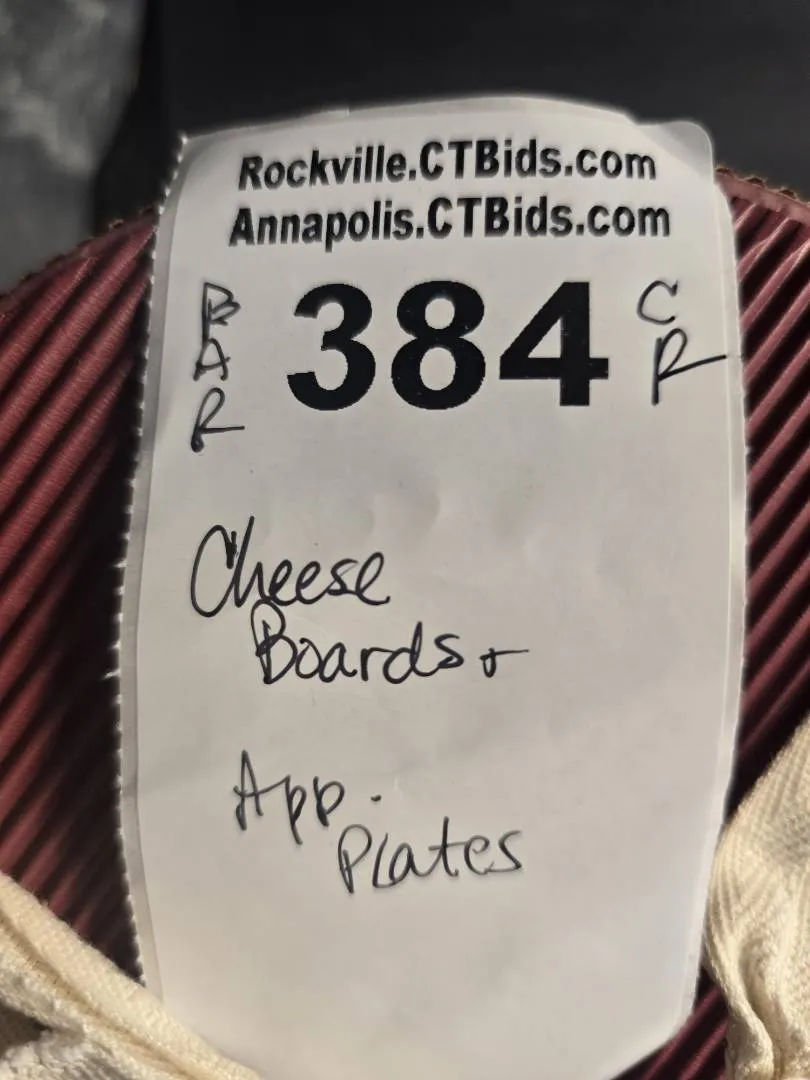 Rockville.CTBids.com
Annapolis.CTBids.com
BAR 384 CR
Cheese
Boards +
App.
Plates